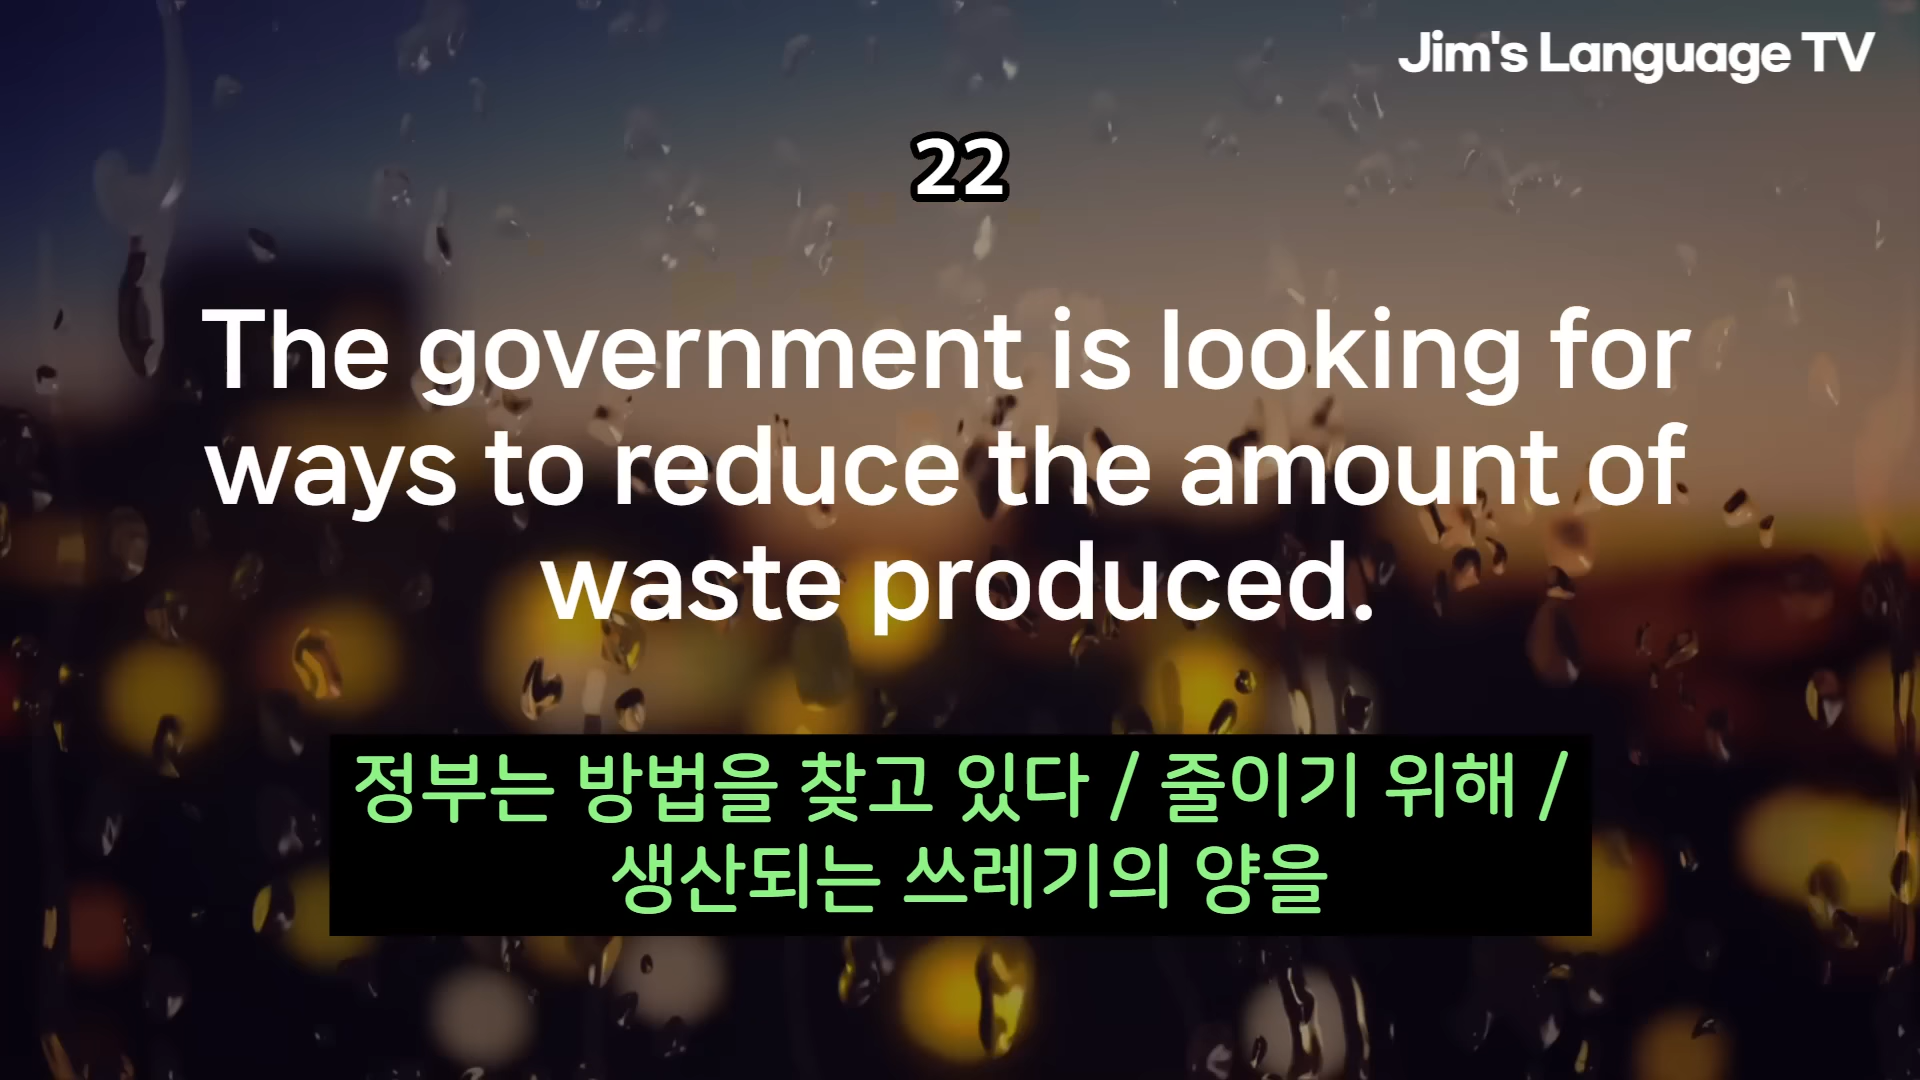 Jim's Language TV
22
The government is looking for
ways to reduce the amount of
waste produced.
정부는 방법을 찾고 있다 / 줄이기 위해 /
생산되는 쓰레기의 양을